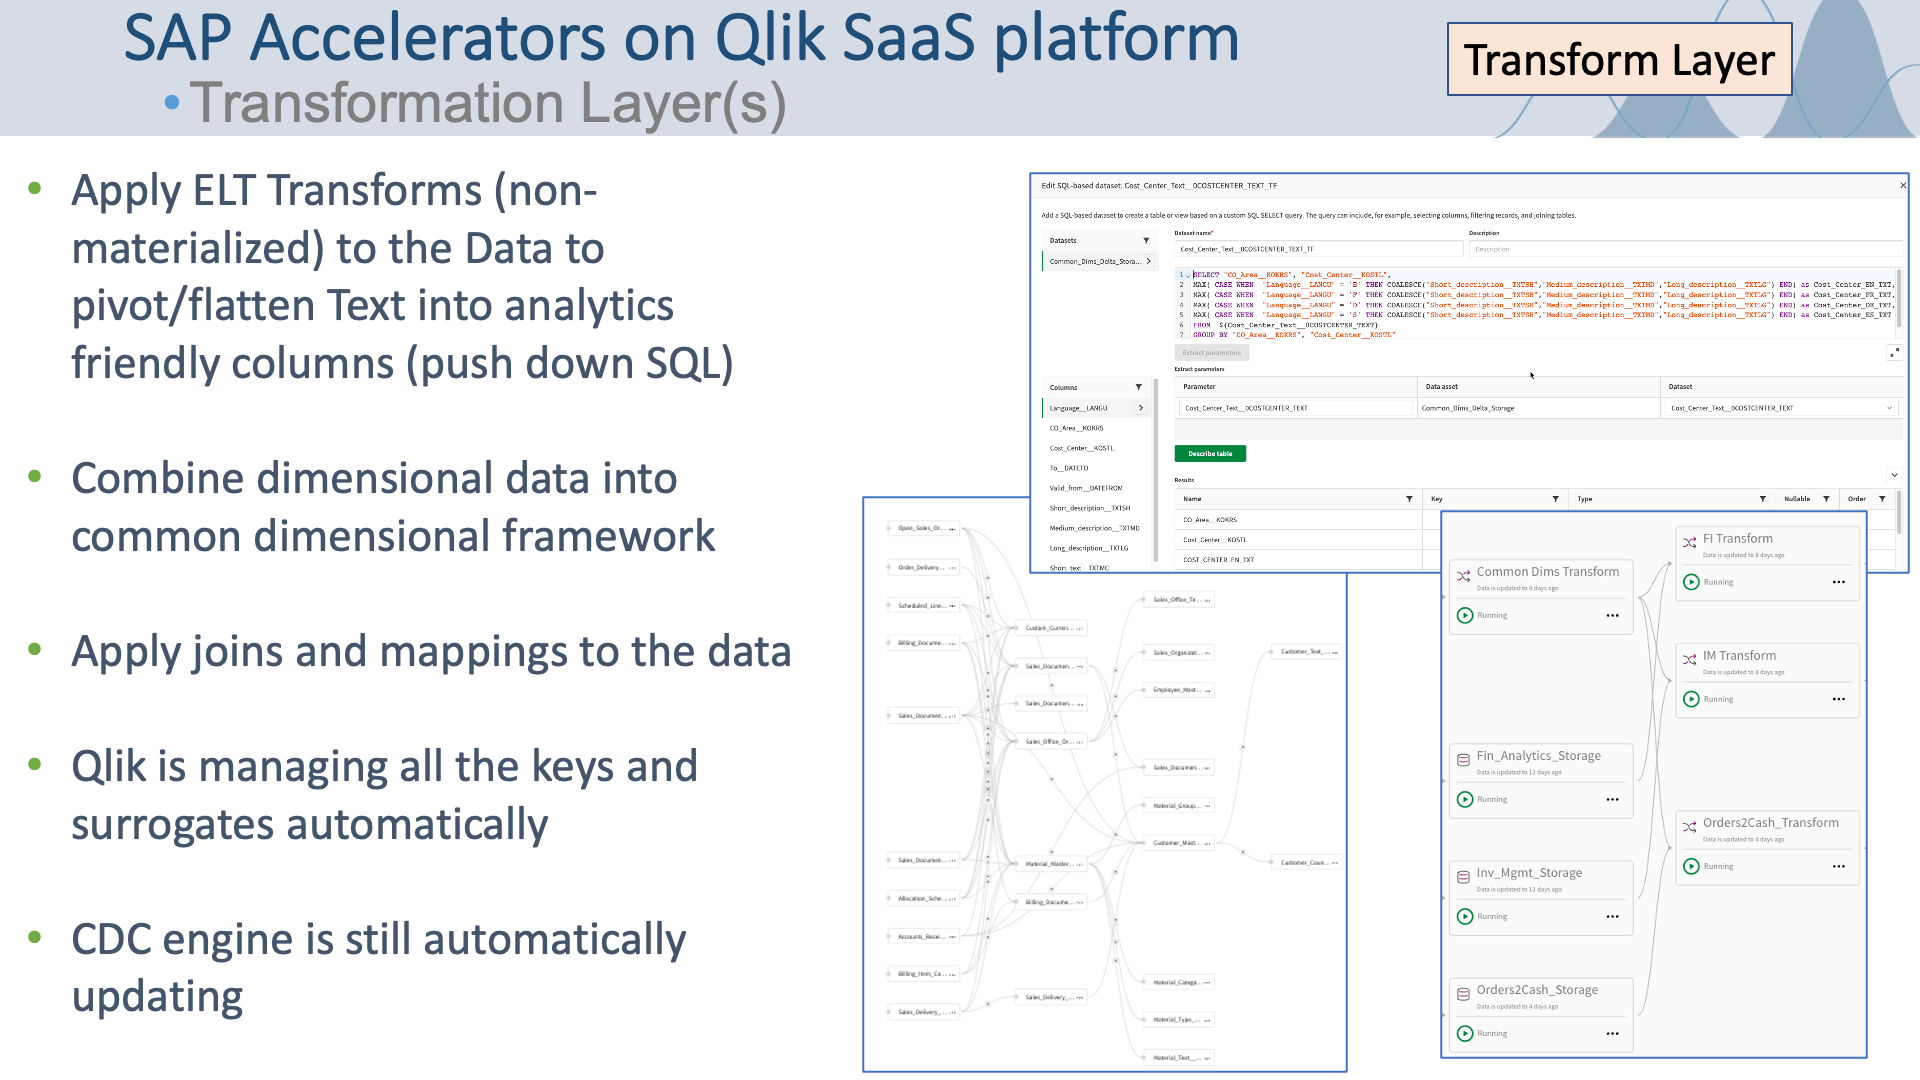 SAP Accelerators on Qlik SaaS platform
• Transformation Layer(s)
Transform Layer
• Apply ELT Transforms (non-
materialized) to the Data to
pivot/flatten Text into analytics
friendly columns (push down SQL)
• Combine dimensional data into
common dimensional framework
• Apply joins and mappings to the data
• Qlik is managing all the keys and
surrogates automatically
• CDC engine is still automatically
updating
Edit SQL-based dataset: Cost_Center_Text__0COSTCENTER_TEXT_TF
Add a SQL-based dataset to create a table or view based on a custom SQL SELECT query. The query can include, for example, selecting columns, filtering records, and joining tables.
Datasets
Common_Dims_Delta_Stora...
Dataset name*
Cost_Center_Text__0COSTCENTER_TEXT_TF
Description
Description
1 SELECT "CO_Area__KOKRS", "Cost_Center__KOSTL",
2 MAX( CASE WHEN "Language__LANGU" = 'E' THEN COALESCE("Short_description__TXTSH","Medium_description__TXTMD","Long_description__TXTLG") END) as Cost_Center_EN_TXT,
3 MAX( CASE WHEN "Language__LANGU" = 'F' THEN COALESCE("Short_description__TXTSH","Medium_description__TXTMD","Long_description__TXTLG") END) as Cost_Center_FR_TXT,
4 MAX( CASE WHEN "Language__LANGU" = 'D' THEN COALESCE("Short_description__TXTSH","Medium_description__TXTMD","Long_description__TXTLG") END) as Cost_Center_DE_TXT,
5 MAX( CASE WHEN "Language__LANGU" = 'S' THEN COALESCE("Short_description__TXTSH","Medium_description__TXTMD","Long_description__TXTLG") END) as Cost_Center_ES_TXT
6 FROM ${Cost_Center_Text__0COSTCENTER_TEXT}
7 GROUP BY "CO_Area__KOKRS", "Cost_Center__KOSTL"
Extract parameters
Extract parameters
Parameter Data asset Dataset
Cost_Center_Text__0COSTCENTER_TEXT Common_Dims_Delta_Storage Cost_Center_Text__0COSTCENTER_TEXT
Describe table
Results
Name Key Type Nullable Order
CO_Area__KOKRS
Cost_Center__KOSTL
COST_CENTER_EN_TXT
Columns
Language__LANGU
CO_Area__KOKRS
Cost_Center__KOSTL
To__DATETO
Valid_from__DATEFROM
Short_description__TXTSH
Medium_description__TXTMD
Long_description__TXTLG
Short_text__TXTMC
Open_Sales_Or... •••
Order_Delivery... •••
Scheduled_Line... •••
Billing_Docume... •••
Sales_Documen... •••
Sales_Documen... •••
Allocation_Sche... •••
Accounts_Recei... •••
Billing_Item_Co... •••
Sales_Delivery_... •••
Custom_Curren... •••
Sales_Documen... •••
Sales_Documen... •••
Sales_Office_Or... •••
Material_Master... •••
Billing_Docume... •••
Sales_Delivery_... •••
Sales_Office_Te... •••
Sales_Organizat... •••
Employee_Mast... •••
Sales_Documen... •••
Material_Group... •••
Customer_Mast... •••
Material_Catego... •••
Material_Type_... •••
Material_Text_... •••
Customer_Text_... •••
Customer_Coun... •••
Common Dims Transform
Data is updated to 8 days ago
Running •••
Fin_Analytics_Storage
Data is updated to 12 days ago
Running •••
Inv_Mgmt_Storage
Data is updated to 12 days ago
Running •••
Orders2Cash_Storage
Data is updated to 4 days ago
Running •••
FI Transform
Data is updated to 8 days ago
Running •••
IM Transform
Data is updated to 8 days ago
Running •••
Orders2Cash_Transform
Data is updated to 4 days ago
Running •••